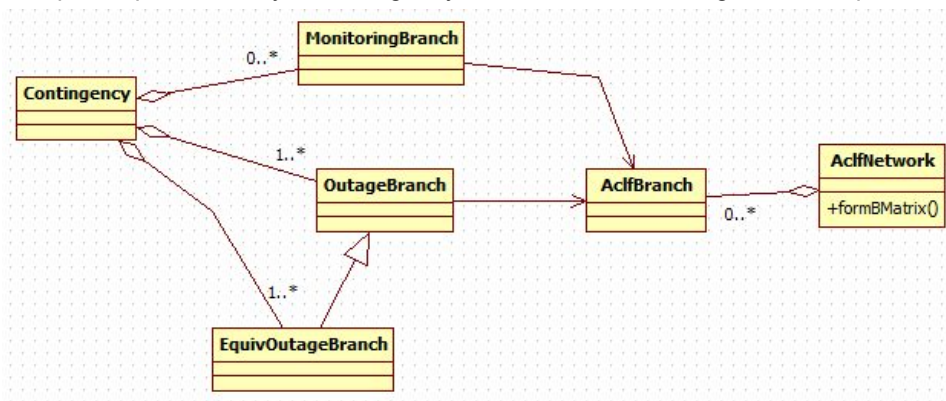 MonitoringBranch
0..*
Contingency
1..*
OutageBranch
AclfBranch
AclfNetwork
+formBMatrix()
0..*
1..*
EquivOutageBranch